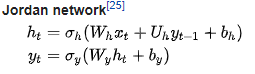 Jordan network[25]
hₜ = σₕ(Wₕxₜ + Uₕyₜ₋₁ + bₕ)
yₜ = σᵧ(Wᵧhₜ + bᵧ)